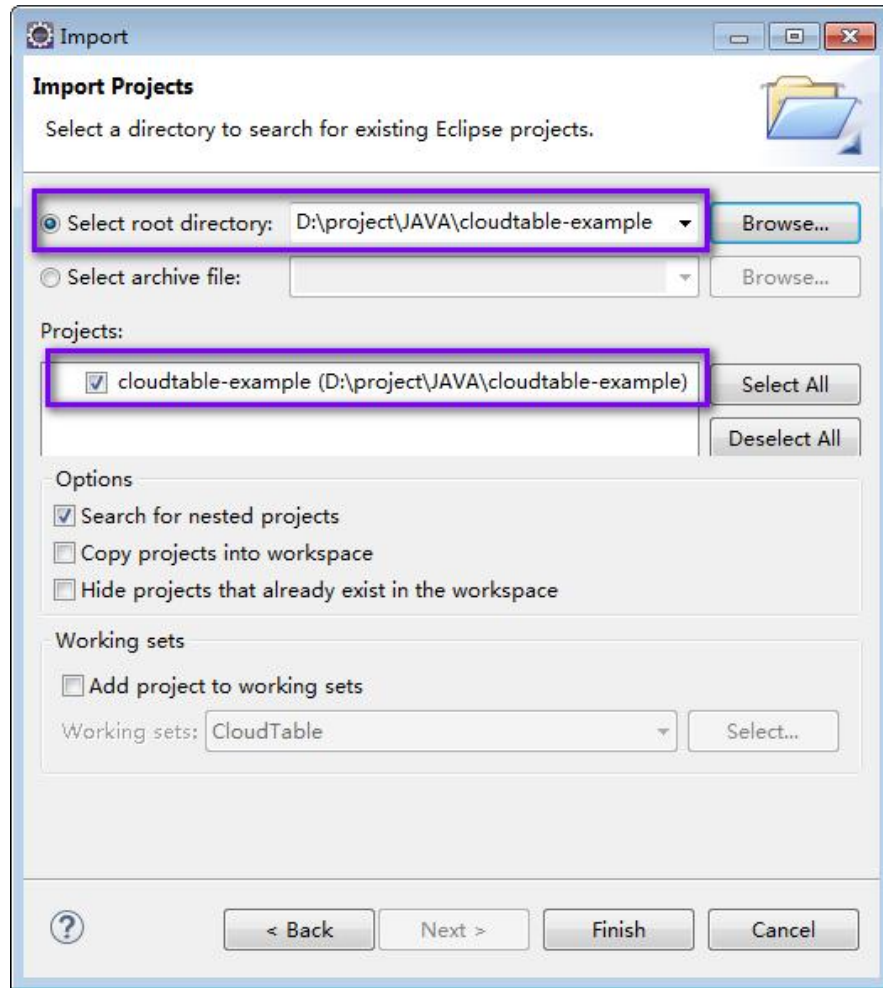 Import
Import Projects
Select a directory to search for existing Eclipse projects.
Select root directory: D:\project\JAVA\cloudtable-example Browse...
Select archive file: Browse...
Projects:
cloudtable-example (D:\project\JAVA\cloudtable-example) Select All
Deselect All
Options
Search for nested projects
Copy projects into workspace
Hide projects that already exist in the workspace
Working sets
Add project to working sets
Working sets: CloudTable Select...
? < Back Next > Finish Cancel